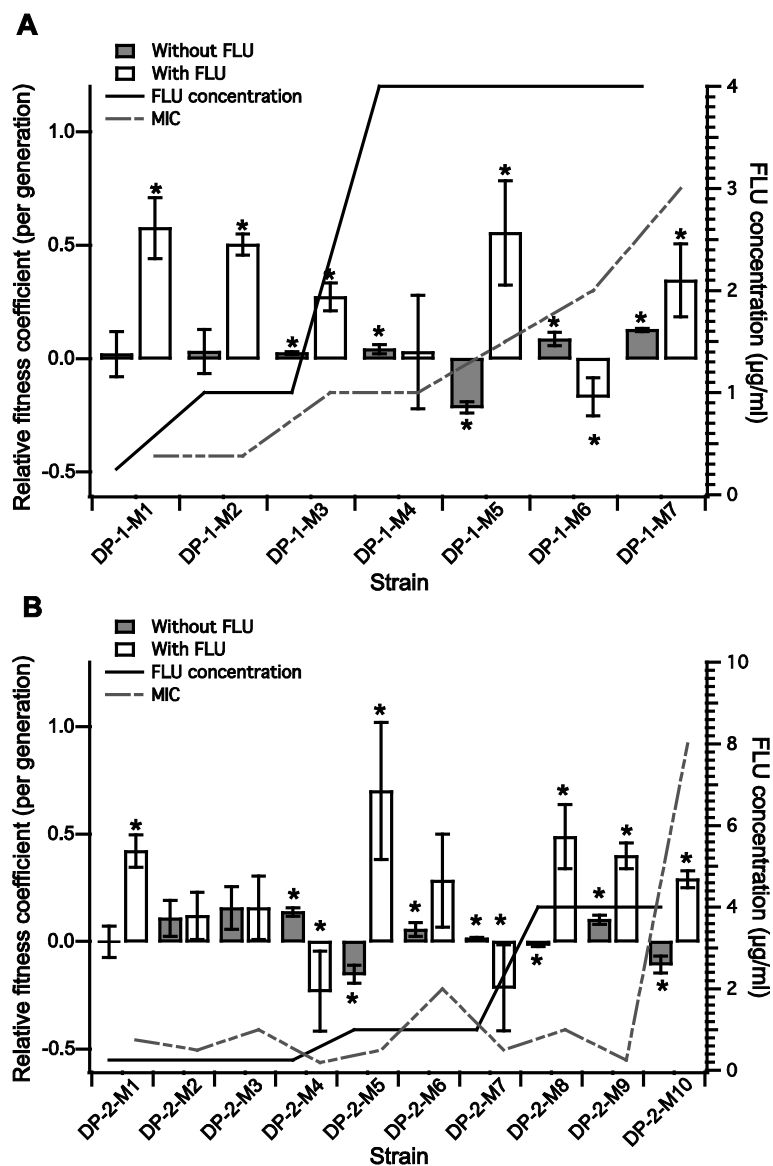 A
Without FLU
With FLU
FLU concentration
MIC
Relative fitness coefficient (per generation)
1.0
0.5
0.0
-0.5
FLU concentration (μg/ml)
4
3
2
1
0
* * * * * * * * * * *
DP-1-M1 DP-1-M2 DP-1-M3 DP-1-M4 DP-1-M5 DP-1-M6 DP-1-M7
Strain
B
Without FLU
With FLU
FLU concentration
MIC
Relative fitness coefficient (per generation)
1.0
0.5
0.0
-0.5
FLU concentration (μg/ml)
10
8
6
4
2
0
* * * * * * * * * * * * * *
DP-2-M1 DP-2-M2 DP-2-M3 DP-2-M4 DP-2-M5 DP-2-M6 DP-2-M7 DP-2-M8 DP-2-M9 DP-2-M10
Strain